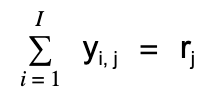 I
∑ y_{i,j} = r_j
i = 1